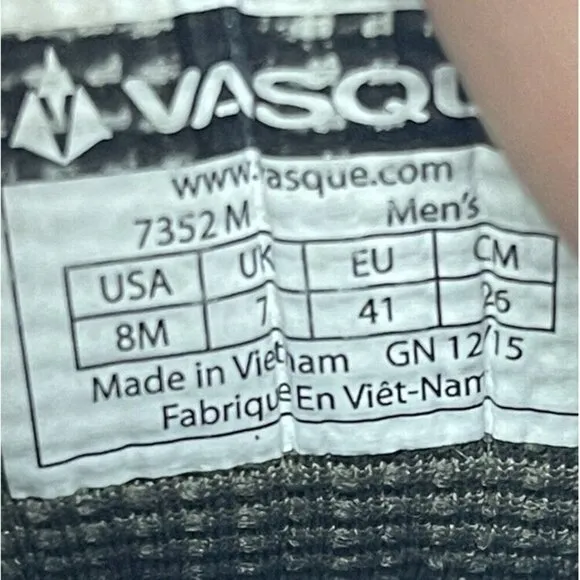 VASQU
www.vasque.com
7352 M Men's
USA UK EU CM
8M 7 41 26
Made in Vietnam GN 12/15
Fabriqué En Viêt-Nam